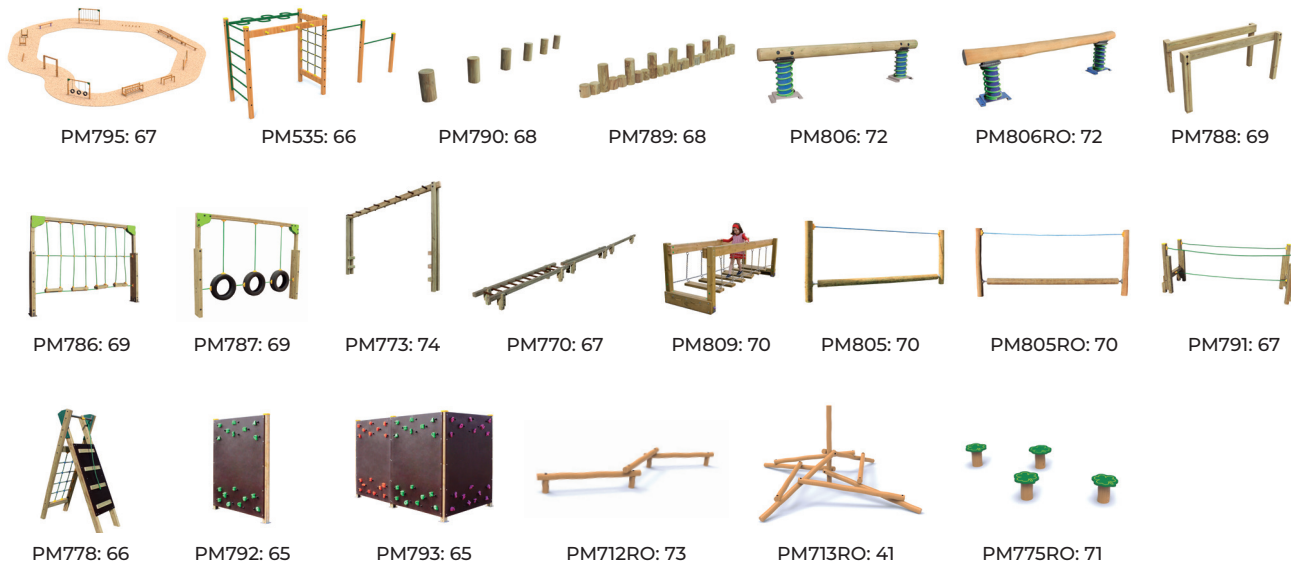 PM795: 67
PM535: 66
PM790: 68
PM789: 68
PM806: 72
PM806RO: 72
PM788: 69
PM786: 69
PM787: 69
PM773: 74
PM770: 67
PM809: 70
PM805: 70
PM805RO: 70
PM791: 67
PM778: 66
PM792: 65
PM793: 65
PM712RO: 73
PM713RO: 41
PM775RO: 71